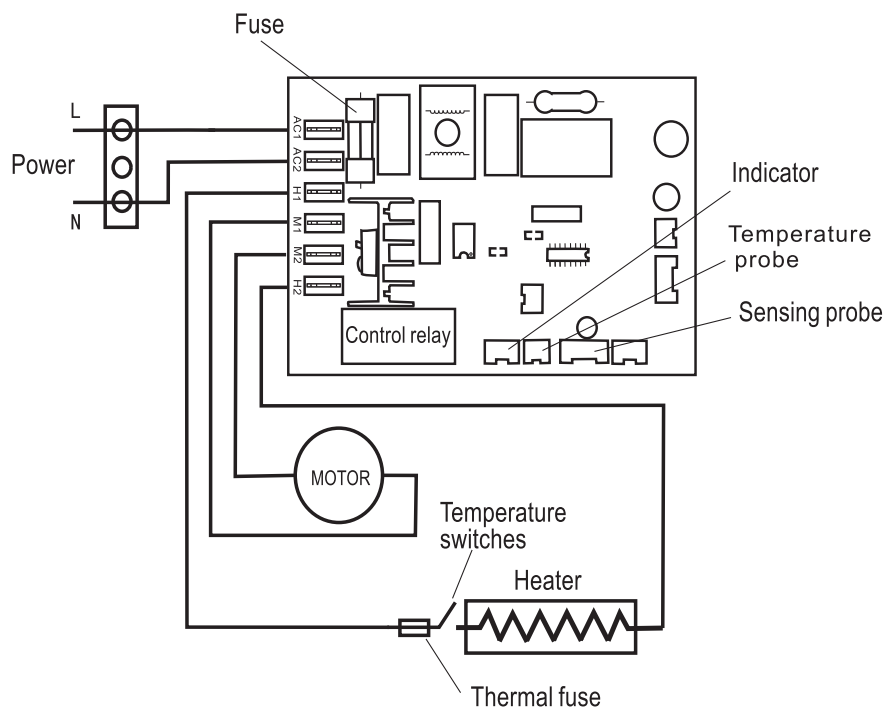 Fuse
L
Power
N
AC1
AC2
H1
M1
M2
H2
Indicator
Temperature
probe
Sensing probe
Control relay
MOTOR
Temperature
switches
Heater
Thermal fuse